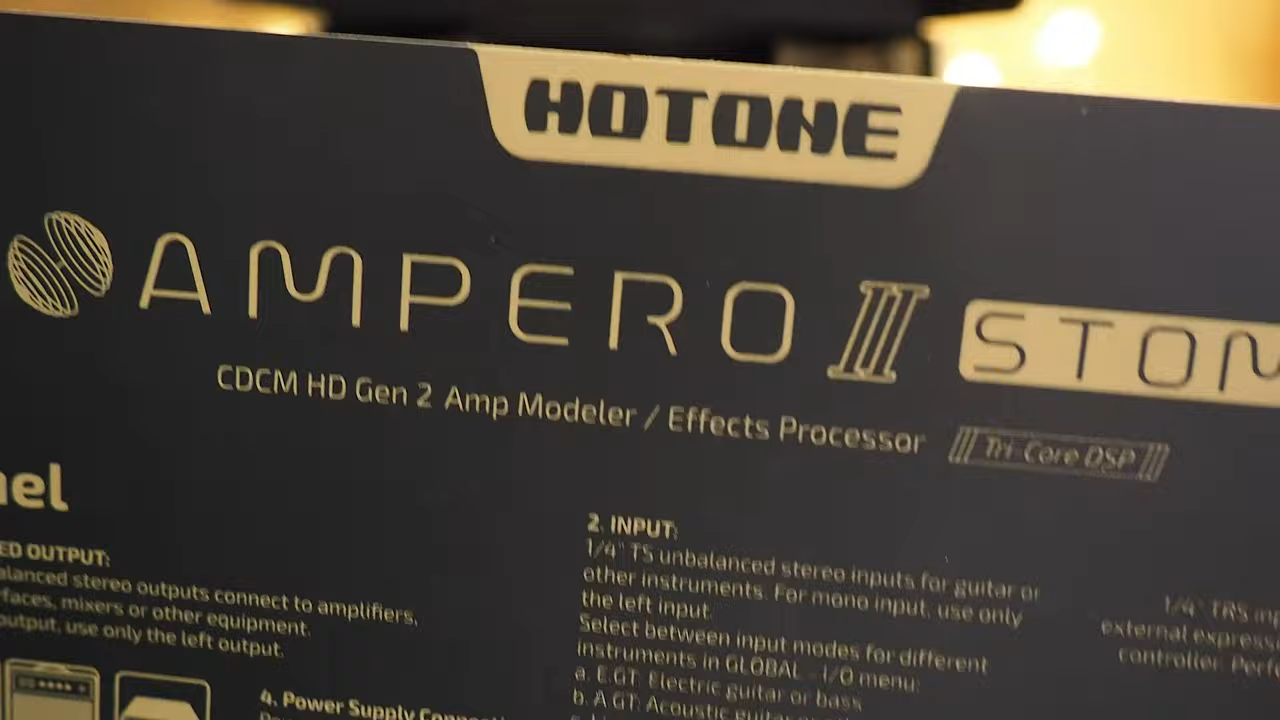 HOTONE
AMPERO II STOM
CDCM HD Gen 2 Amp Modeler / Effects Processor
Tri-Core DSP
nel
ED OUTPUT:
alanced stereo outputs connect to amplifiers,
faces, mixers or other equipment.
output, use only the left output.
2. INPUT:
1/4" TS unbalanced stereo inputs for guitar or
other instruments. For mono input, use only
the left input.
Select between input modes for different
instruments in GLOBAL - I/O menu:
a. E.GT: Electric guitar or bass
b. A GT: Acoustic guitar
1/4" TRS
external express
controller.
4. Power Supply